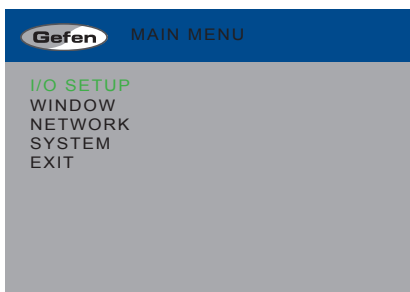 Gefen MAIN MENU
I/O SETUP
WINDOW
NETWORK
SYSTEM
EXIT